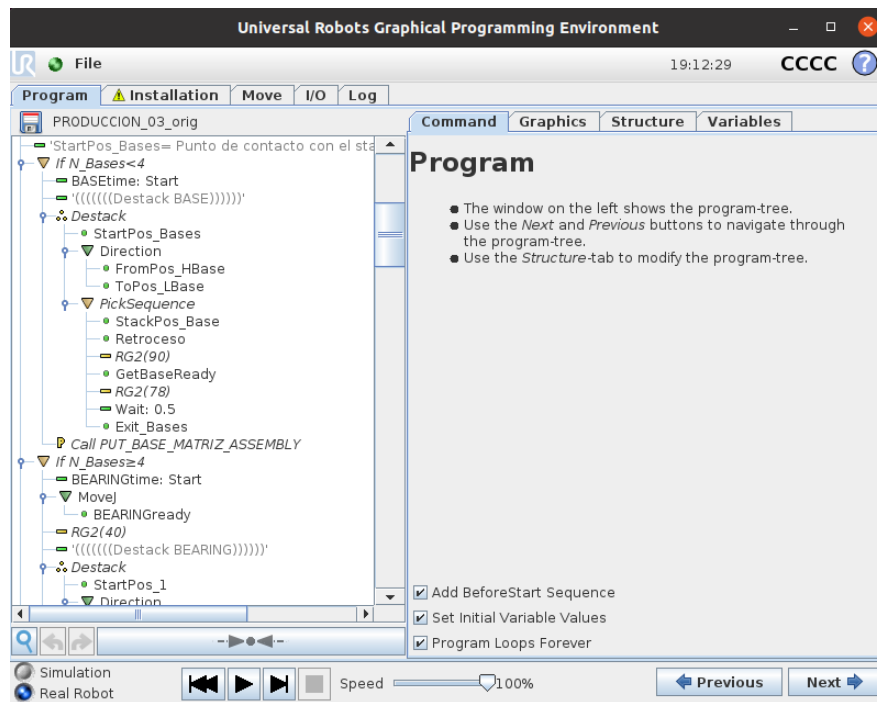 Universal Robots Graphical Programming Environment
UR File 19:12:29 CCCC ?
Program Installation Move I/O Log
PRODUCCION_03_orig
Command Graphics Structure Variables
'StartPos_Bases= Punto de contacto con el sta
If N_Bases<4
BASEtime: Start
'(((((((Destack BASE))))))'
Destack
StartPos_Bases
Direction
FromPos_HBase
ToPos_LBase
PickSequence
StackPos_Base
Retroceso
RG2(90)
GetBaseReady
RG2(78)
Wait: 0.5
Exit_Bases
P Call PUT_BASE_MATRIZ_ASSEMBLY
If N_Bases≥4
BEARINGtime: Start
MoveJ
BEARINGready
RG2(40)
'(((((((Destack BEARING))))))'
Destack
StartPos_1
Direction
Program
The window on the left shows the program-tree.
Use the Next and Previous buttons to navigate through
the program-tree.
Use the Structure-tab to modify the program-tree.
Add BeforeStart Sequence
Set Initial Variable Values
Program Loops Forever
Simulation
Real Robot
Speed 100%
Previous Next